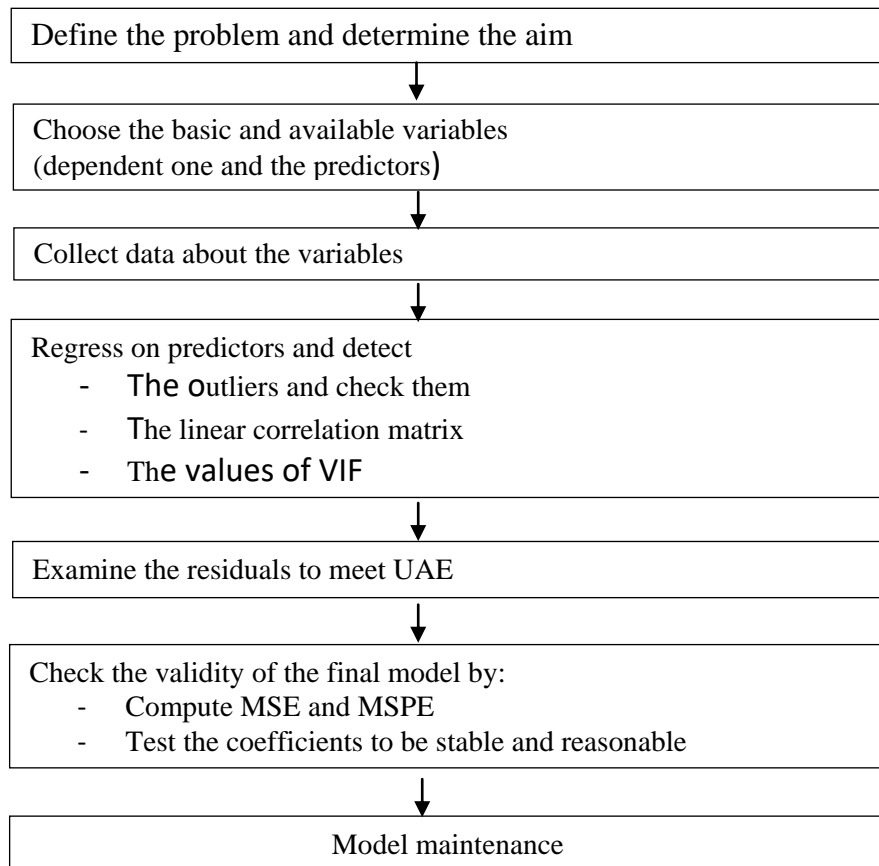 Define the problem and determine the aim
Choose the basic and available variables
(dependent one and the predictors)
Collect data about the variables
Regress on predictors and detect
- The outliers and check them
- The linear correlation matrix
- The values of VIF
Examine the residuals to meet UAE
Check the validity of the final model by:
- Compute MSE and MSPE
- Test the coefficients to be stable and reasonable
Model maintenance